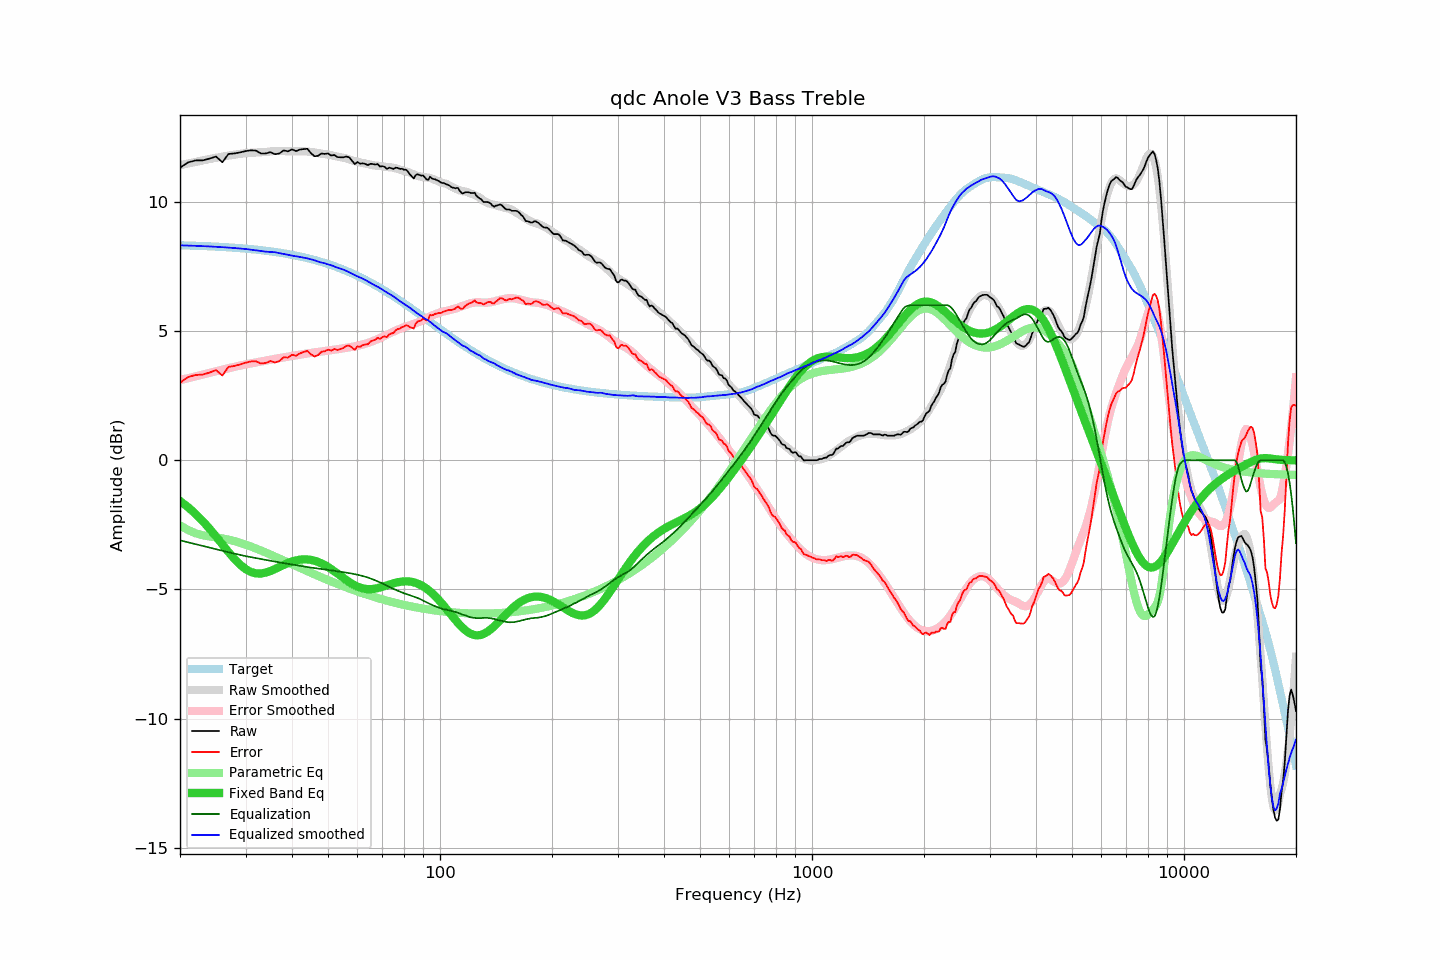 qdc Anole V3 Bass Treble
Amplitude (dBr)
10
5
0
−5
−10
−15
Target
Raw Smoothed
Error Smoothed
Raw
Error
Parametric Eq
Fixed Band Eq
Equalization
Equalized smoothed
100
1000
10000
Frequency (Hz)